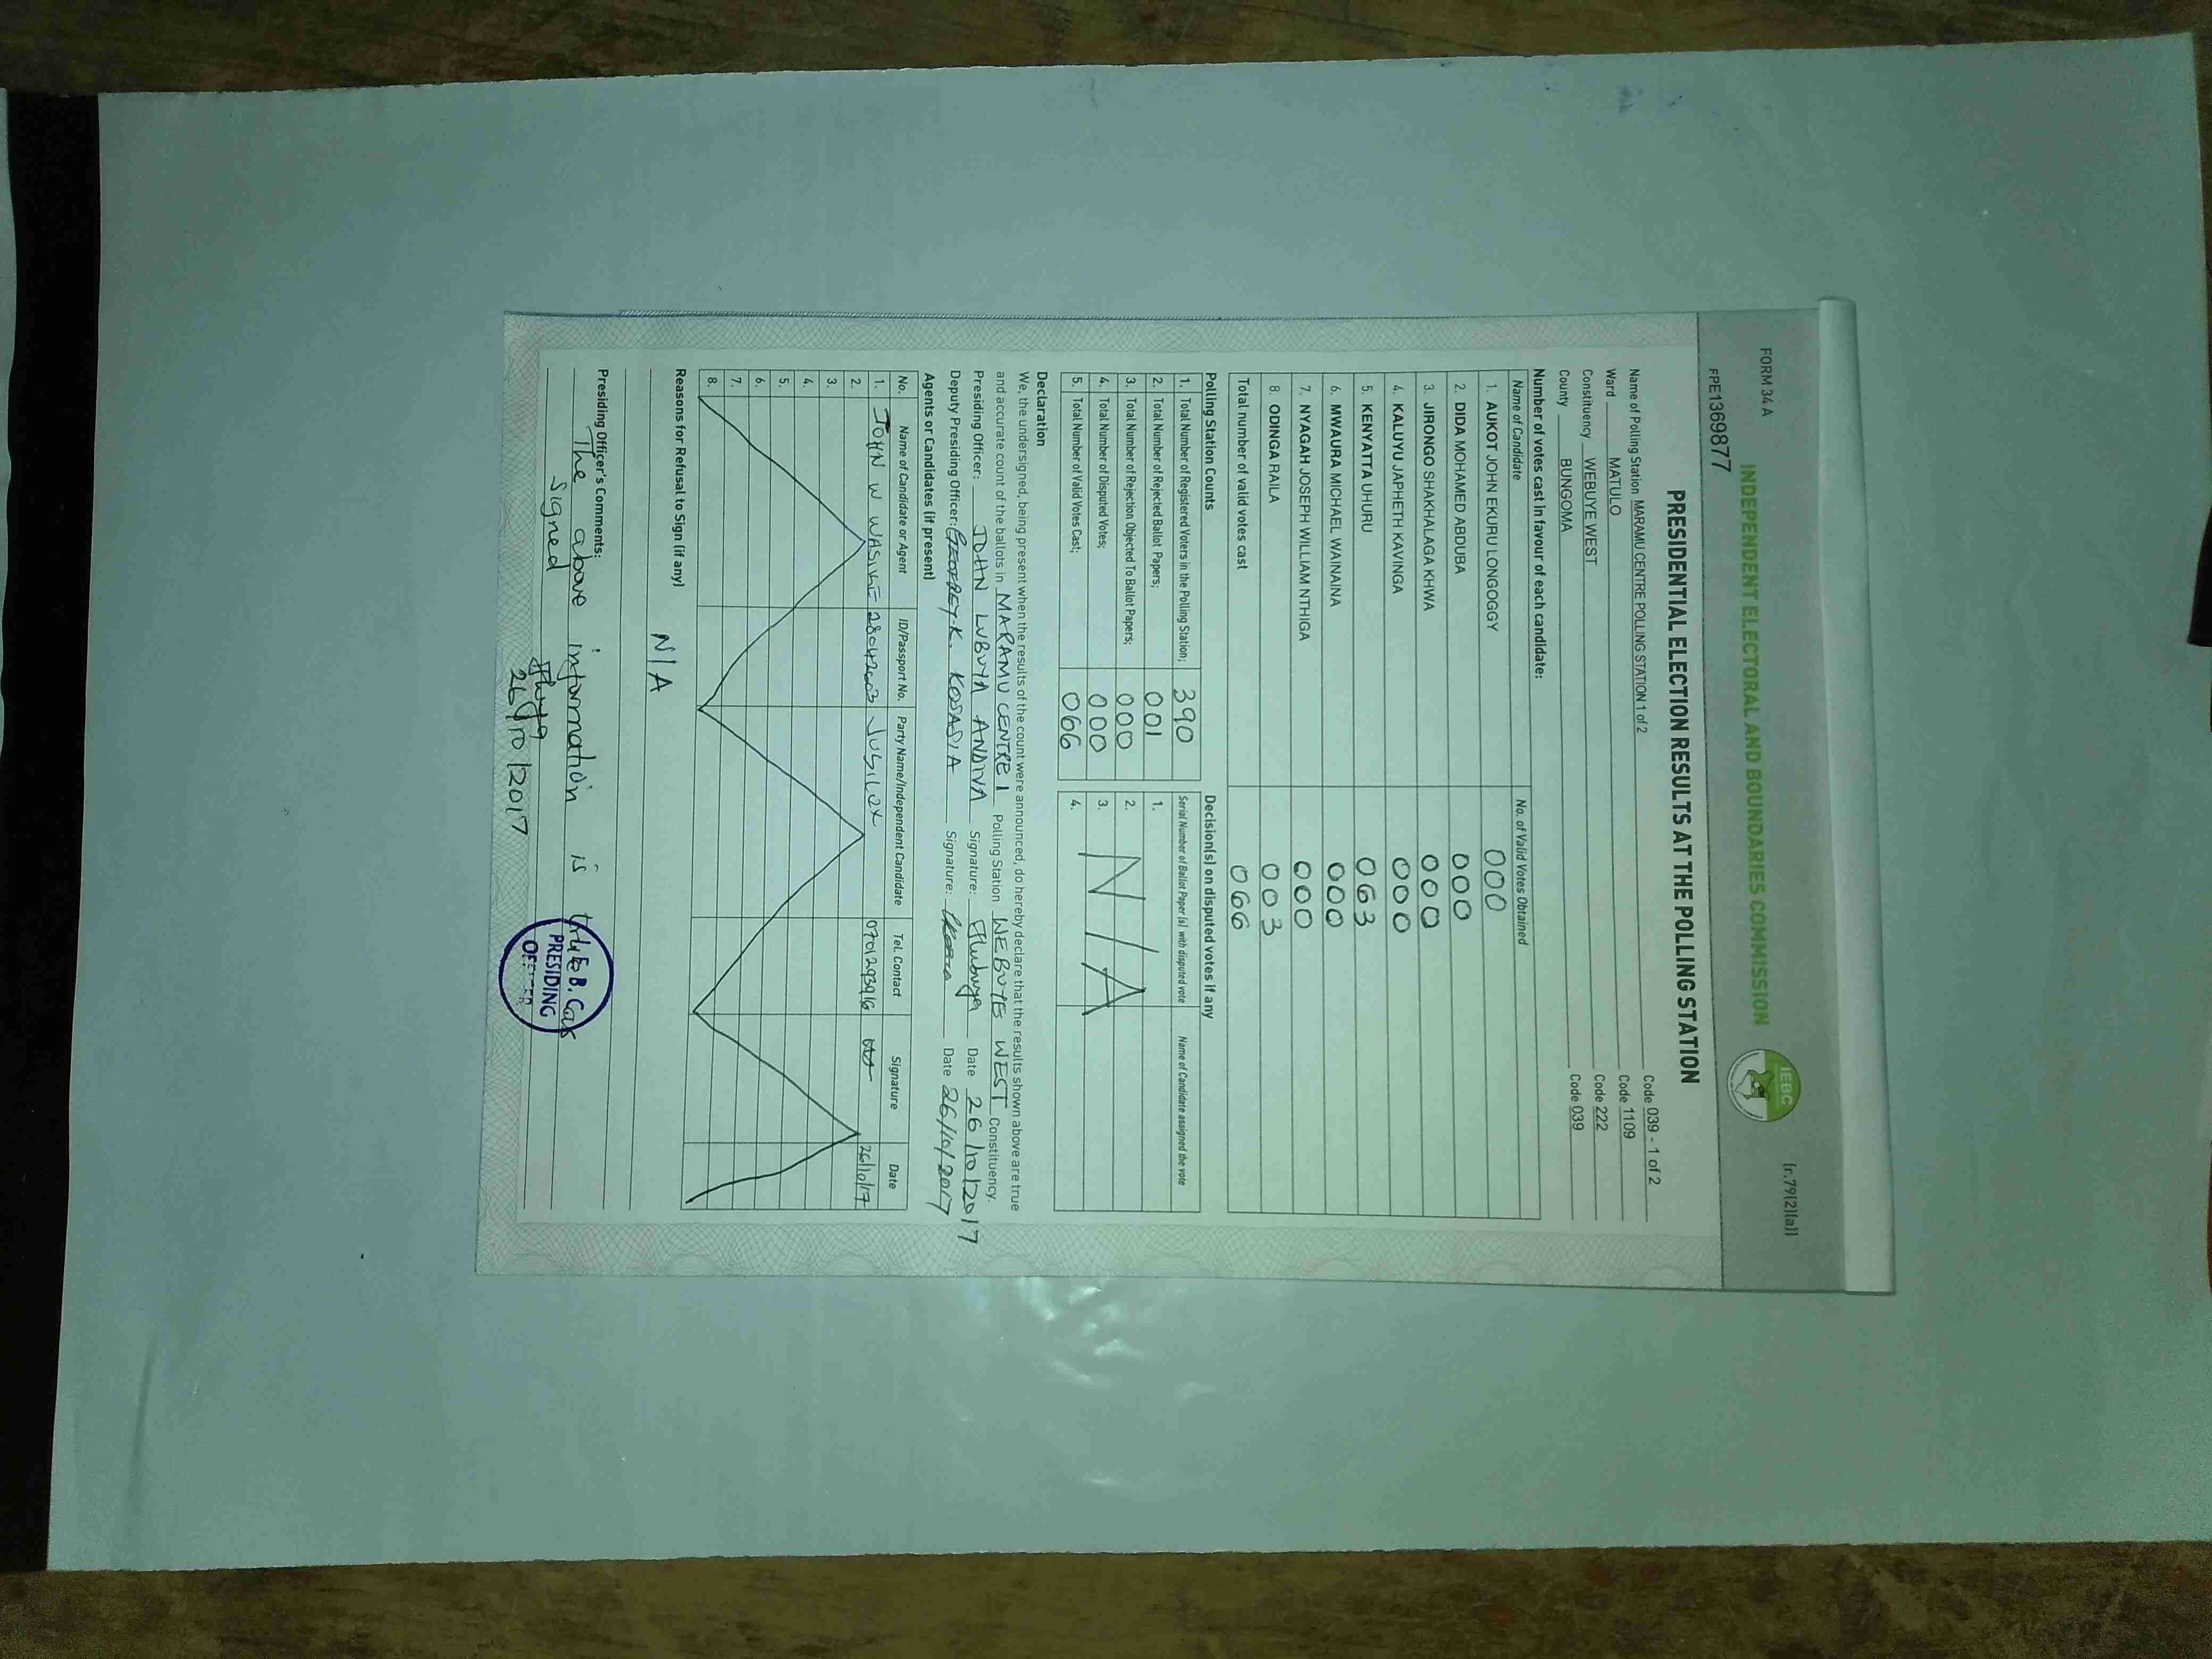 FORM 34 A
(r.79(2)(a))
INDEPENDENT ELECTORAL AND BOUNDARIES COMMISSION
IEBC
FPE1369877
PRESIDENTIAL ELECTION RESULTS AT THE POLLING STATION
Name of Polling Station MARAMU CENTRE POLLING STATION 1 of 2 Code 039 - 1 of 2
Ward MATULO Code 1109
Constituency WEBUYE WEST Code 222
County BUNGOMA Code 039
Number of votes cast in favour of each candidate:
Name of Candidate No. of Valid Votes Obtained
1. AUKOT JOHN EKURU LONGOGGY 000
2. DIDA MOHAMED ABDUBA 000
3. JIRONGO SHAKHALAGA KHWA 000
4. KALUYU JAPHETH KAVINGA 000
5. KENYATTA UHURU 063
6. MWAURA MICHAEL WAINAINA 000
7. NYAGAH JOSEPH WILLIAM NTHIGA 000
8. ODINGA RAILA 003
Total number of valid votes cast 066
Polling Station Counts
1. Total Number of Registered Voters in the Polling Station; 390
2. Total Number of Rejected Ballot Papers; 001
3. Total Number of Rejection Objected To Ballot Papers; 000
4. Total Number of Disputed Votes; 000
5. Total Number of Valid Votes Cast; 066
Decision(s) on disputed votes if any
Serial Number of Ballot Paper (s) with disputed vote Name of Candidate assigned the vote
1.
2.
3.
4.
N/A
Declaration
We, the undersigned, being present when the results of the count were announced, do hereby declare that the results shown above are true
and accurate count of the ballots in MARAMU CENTRE 1 Polling Station WEBUYE WEST Constituency.
Presiding Officer: JOHN LUBUYA ANDIVA Signature: Date 26/10/2017
Deputy Presiding Officer: GEOFFREY K. Signature: Date 26/10/2017
Agents or Candidates (if present)
No. Name of Candidate or Agent ID/Passport No. Party Name/Independent Candidate Tel. Contact Signature Date
1. JOHN W WASIKE 28042603 0701293916 26/10/17
2.
3.
4.
5.
6.
7.
8.
Reasons for Refusal to Sign (if any)
N/A
Presiding Officer's Comments:
The above information is
signed
26/10/2017
PRESIDING
OFFICER